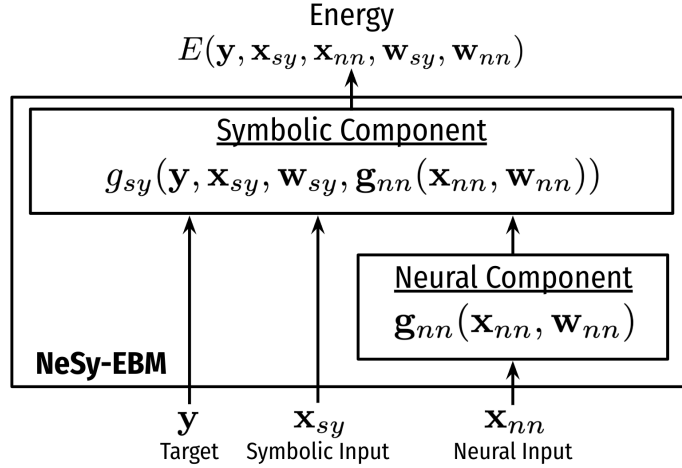 Energy
E(y, x_sy, x_nn, w_sy, w_nn)
Symbolic Component
g_sy(y, x_sy, w_sy, g_nn(x_nn, w_nn))
Neural Component
g_nn(x_nn, w_nn)
NeSy-EBM
y x_sy x_nn
Target Symbolic Input Neural Input